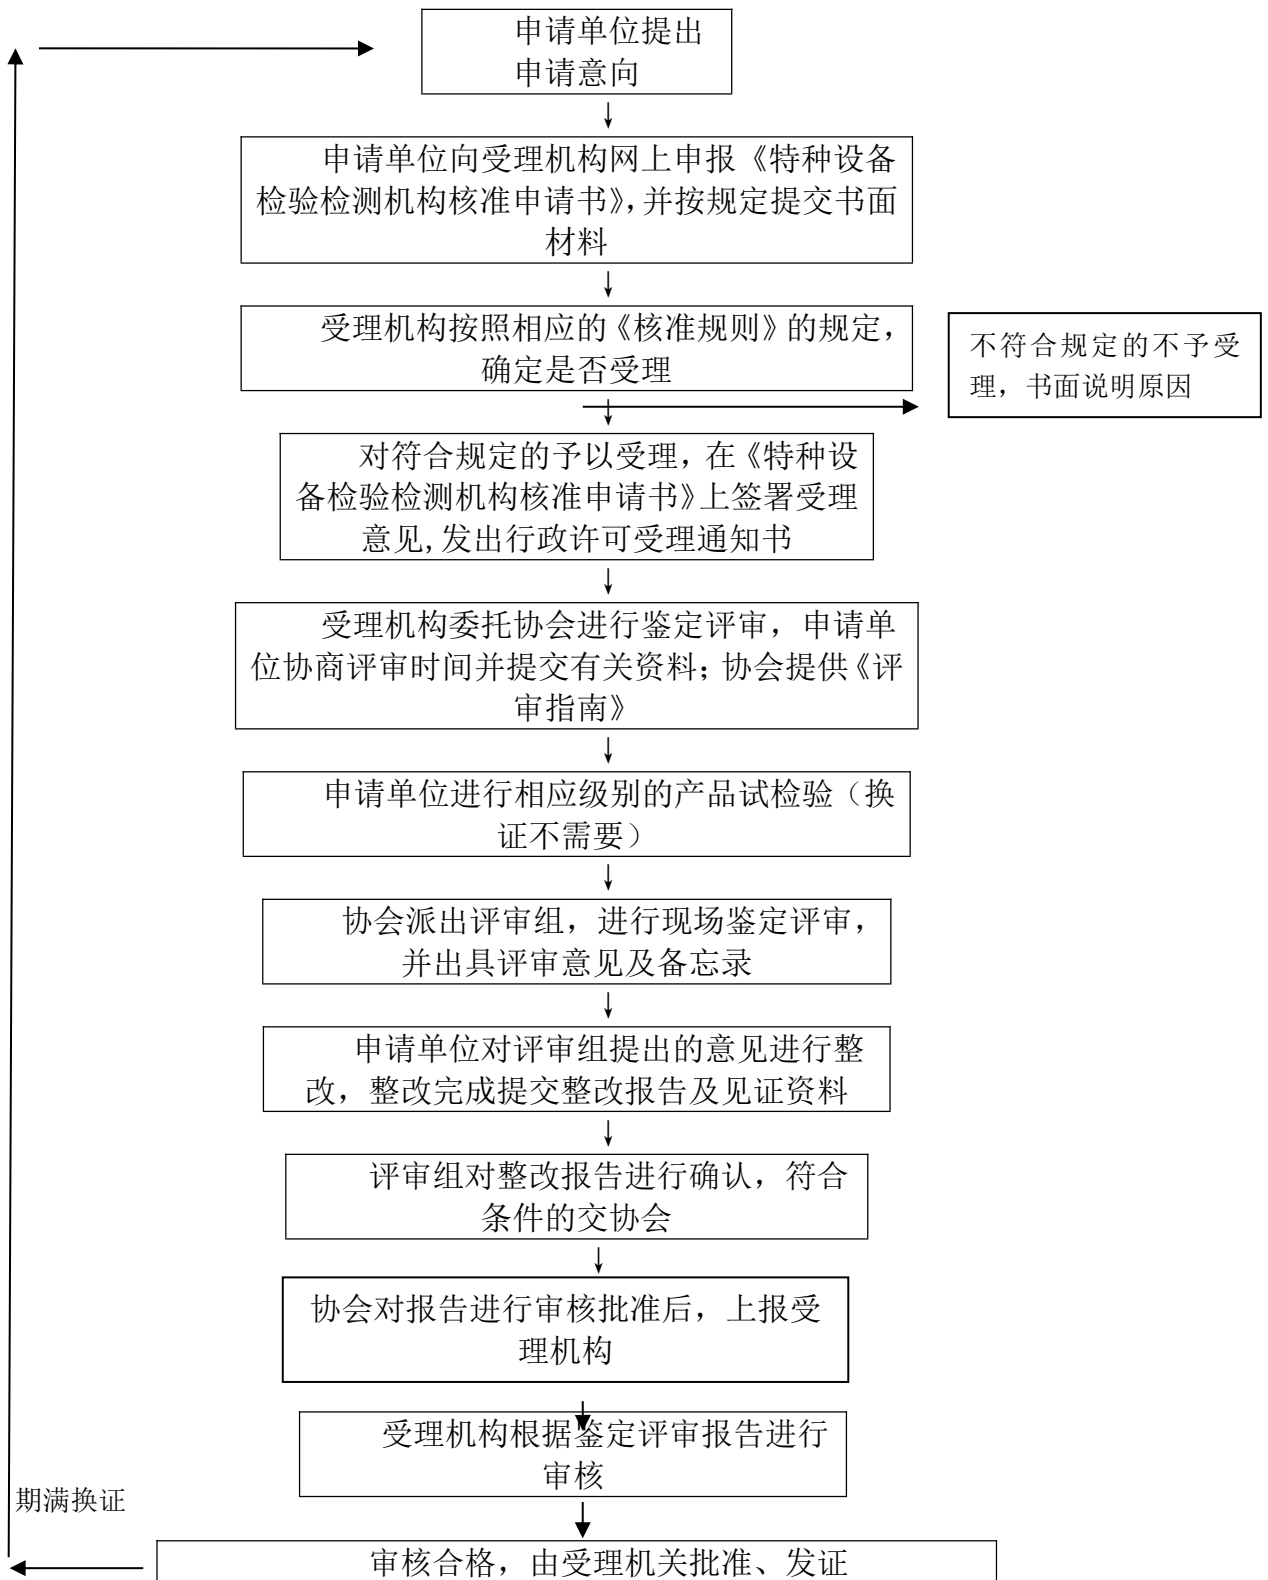 申请单位提出
申请意向
申请单位向受理机构网上申报《特种设备
检验检测机构核准申请书》,并按规定提交书面
材料
受理机构按照相应的《核准规则》的规定，
确定是否受理
不符合规定的不予受
理，书面说明原因
对符合规定的予以受理，在《特种设
备检验检测机构核准申请书》上签署受理
意见,发出行政许可受理通知书
受理机构委托协会进行鉴定评审，申请单
位协商评审时间并提交有关资料；协会提供《评
审指南》
申请单位进行相应级别的产品试检验（换
证不需要）
协会派出评审组，进行现场鉴定评审，
并出具评审意见及备忘录
申请单位对评审组提出的意见进行整
改，整改完成提交整改报告及见证资料
评审组对整改报告进行确认，符合
条件的交协会
协会对报告进行审核批准后，上报受
理机构
受理机构根据鉴定评审报告进行
审核
期满换证
审核合格，由受理机关批准、发证